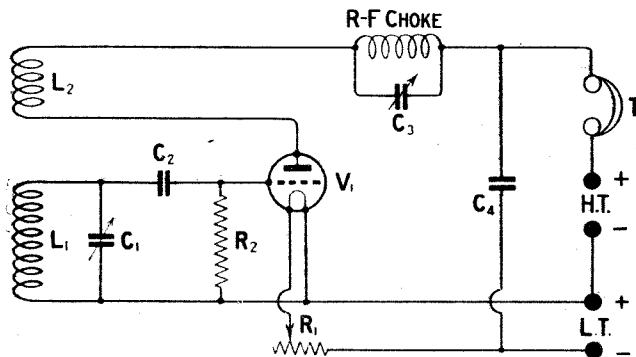 R-F CHOKE
L2
C3
T
C2
V1
+
H.T.
−
C4
L1
C1
R2
R1
+
L.T.
−